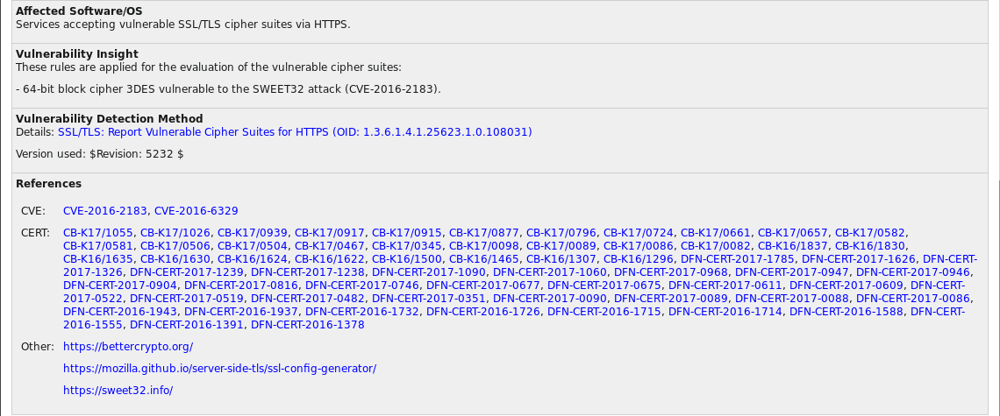 Affected Software/OS
Services accepting vulnerable SSL/TLS cipher suites via HTTPS.
Vulnerability Insight
These rules are applied for the evaluation of the vulnerable cipher suites:
- 64-bit block cipher 3DES vulnerable to the SWEET32 attack (CVE-2016-2183).
Vulnerability Detection Method
Details: SSL/TLS: Report Vulnerable Cipher Suites for HTTPS (OID: 1.3.6.1.4.1.25623.1.0.108031)
Version used: $Revision: 5232 $
References
CVE: CVE-2016-2183, CVE-2016-6329
CERT: CB-K17/1055, CB-K17/1026, CB-K17/0939, CB-K17/0917, CB-K17/0915, CB-K17/0877, CB-K17/0796, CB-K17/0724, CB-K17/0661, CB-K17/0657, CB-K17/0582,
CB-K17/0581, CB-K17/0506, CB-K17/0504, CB-K17/0467, CB-K17/0345, CB-K17/0098, CB-K17/0089, CB-K17/0086, CB-K17/0082, CB-K16/1837, CB-K16/1830,
CB-K16/1635, CB-K16/1630, CB-K16/1624, CB-K16/1622, CB-K16/1500, CB-K16/1465, CB-K16/1307, CB-K16/1296, DFN-CERT-2017-1785, DFN-CERT-2017-1626, DFN-CERT-
2017-1326, DFN-CERT-2017-1239, DFN-CERT-2017-1238, DFN-CERT-2017-1090, DFN-CERT-2017-1060, DFN-CERT-2017-0968, DFN-CERT-2017-0947, DFN-CERT-2017-0946,
DFN-CERT-2017-0904, DFN-CERT-2017-0816, DFN-CERT-2017-0746, DFN-CERT-2017-0677, DFN-CERT-2017-0675, DFN-CERT-2017-0611, DFN-CERT-2017-0609, DFN-CERT-
2017-0522, DFN-CERT-2017-0519, DFN-CERT-2017-0482, DFN-CERT-2017-0351, DFN-CERT-2017-0090, DFN-CERT-2017-0089, DFN-CERT-2017-0088, DFN-CERT-2017-0086,
DFN-CERT-2016-1943, DFN-CERT-2016-1937, DFN-CERT-2016-1732, DFN-CERT-2016-1726, DFN-CERT-2016-1715, DFN-CERT-2016-1714, DFN-CERT-2016-1588, DFN-CERT-
2016-1555, DFN-CERT-2016-1391, DFN-CERT-2016-1378
Other: https://bettercrypto.org/
https://mozilla.github.io/server-side-tls/ssl-config-generator/
https://sweet32.info/